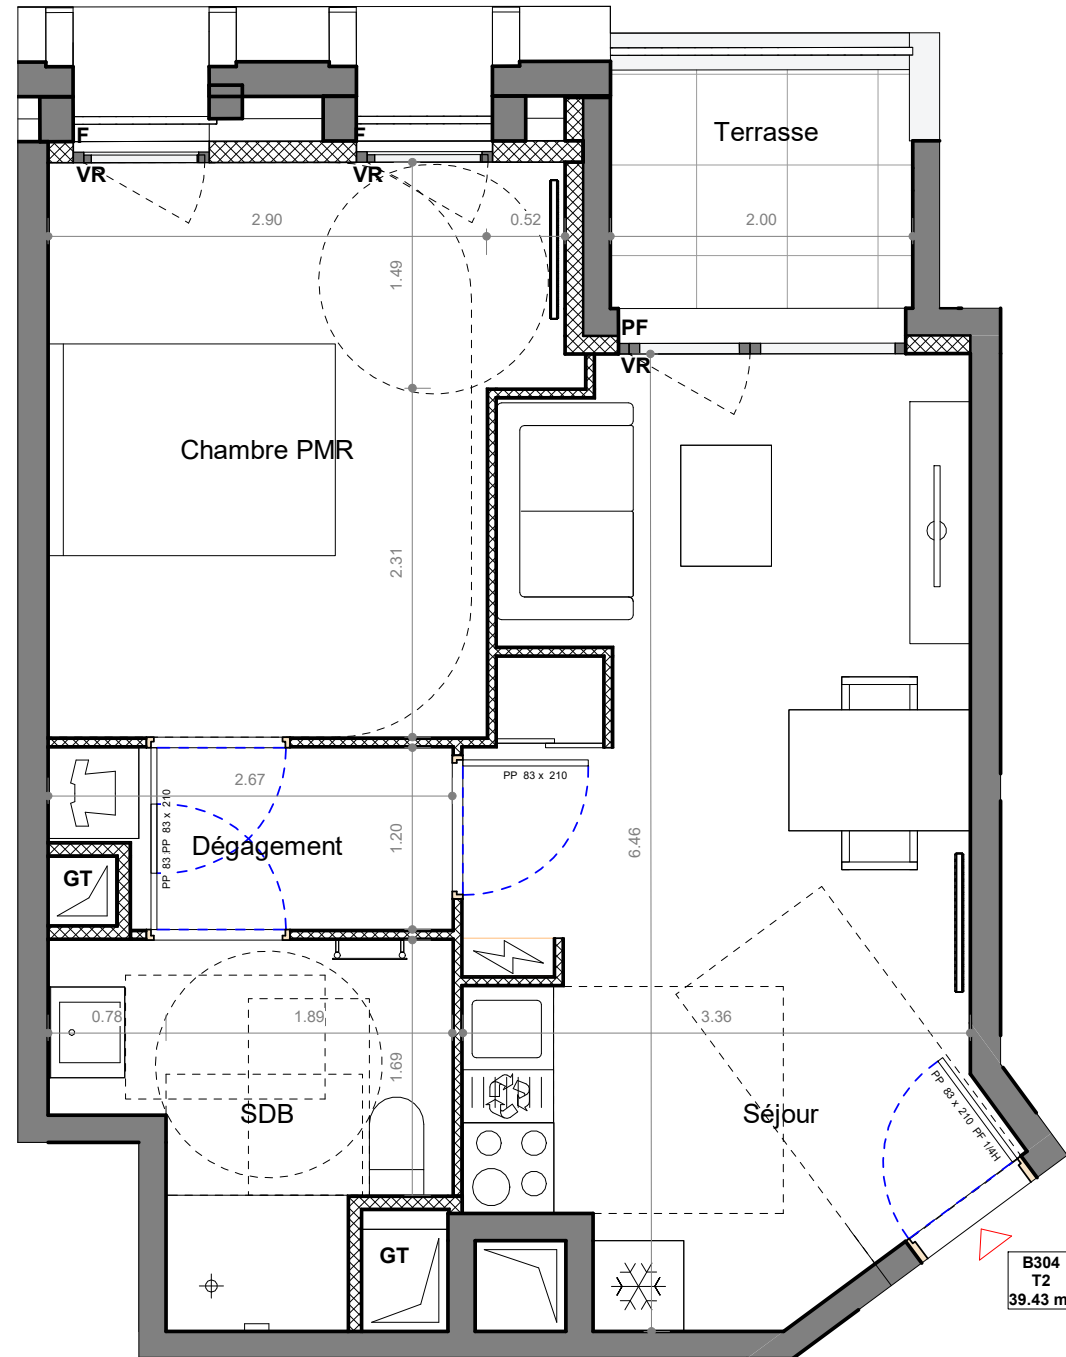 Terrasse
F
F
VR
VR
2.90
0.52
2.00
1.49
PF
VR
Chambre PMR
2.31
PP 83 x 210
2.67
PP 83 x 210
PP 83
Dégagement
1.20
6.46
GT
0.78
1.89
3.36
1.69
PP 83 x 210 PF 1/4H
SDB
Séjour
GT
B304
T2
39.43 m